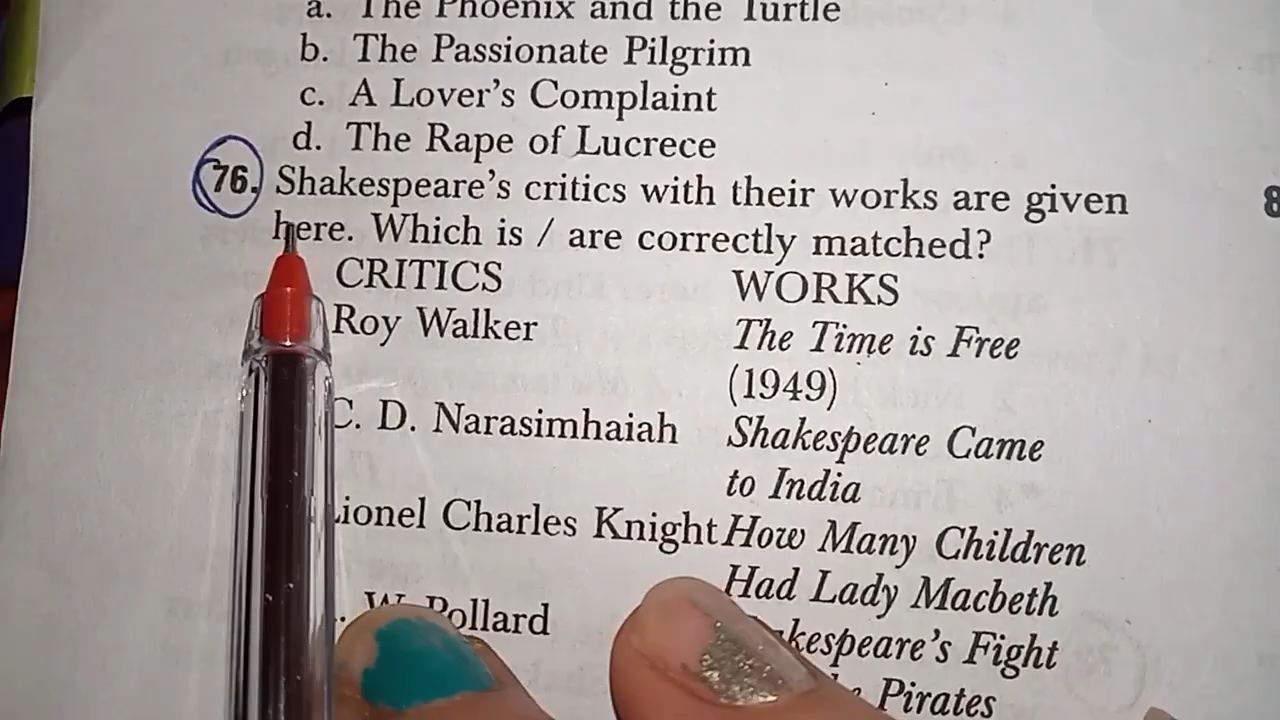 a. The Phoenix and the Turtle
b. The Passionate Pilgrim
c. A Lover's Complaint
d. The Rape of Lucrece
76. Shakespeare's critics with their works are given
here. Which is / are correctly matched?
CRITICS WORKS
Roy Walker The Time is Free
(1949)
C. D. Narasimhaiah Shakespeare Came
to India
Lionel Charles Knight How Many Children
Had Lady Macbeth
W. Pollard Fight
Pirates
8